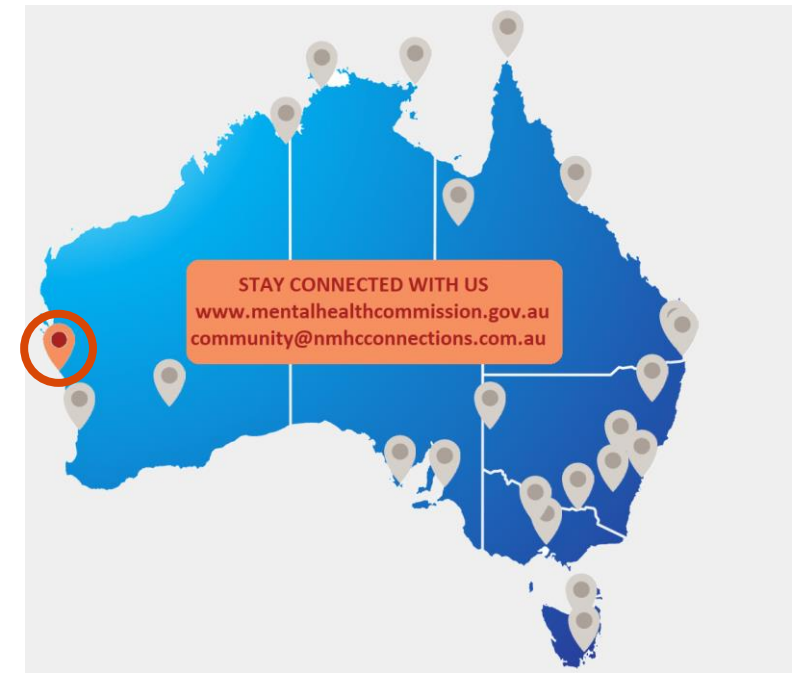 STAY CONNECTED WITH US
www.mentalhealthcommission.gov.au
community@nmhcconnections.com.au